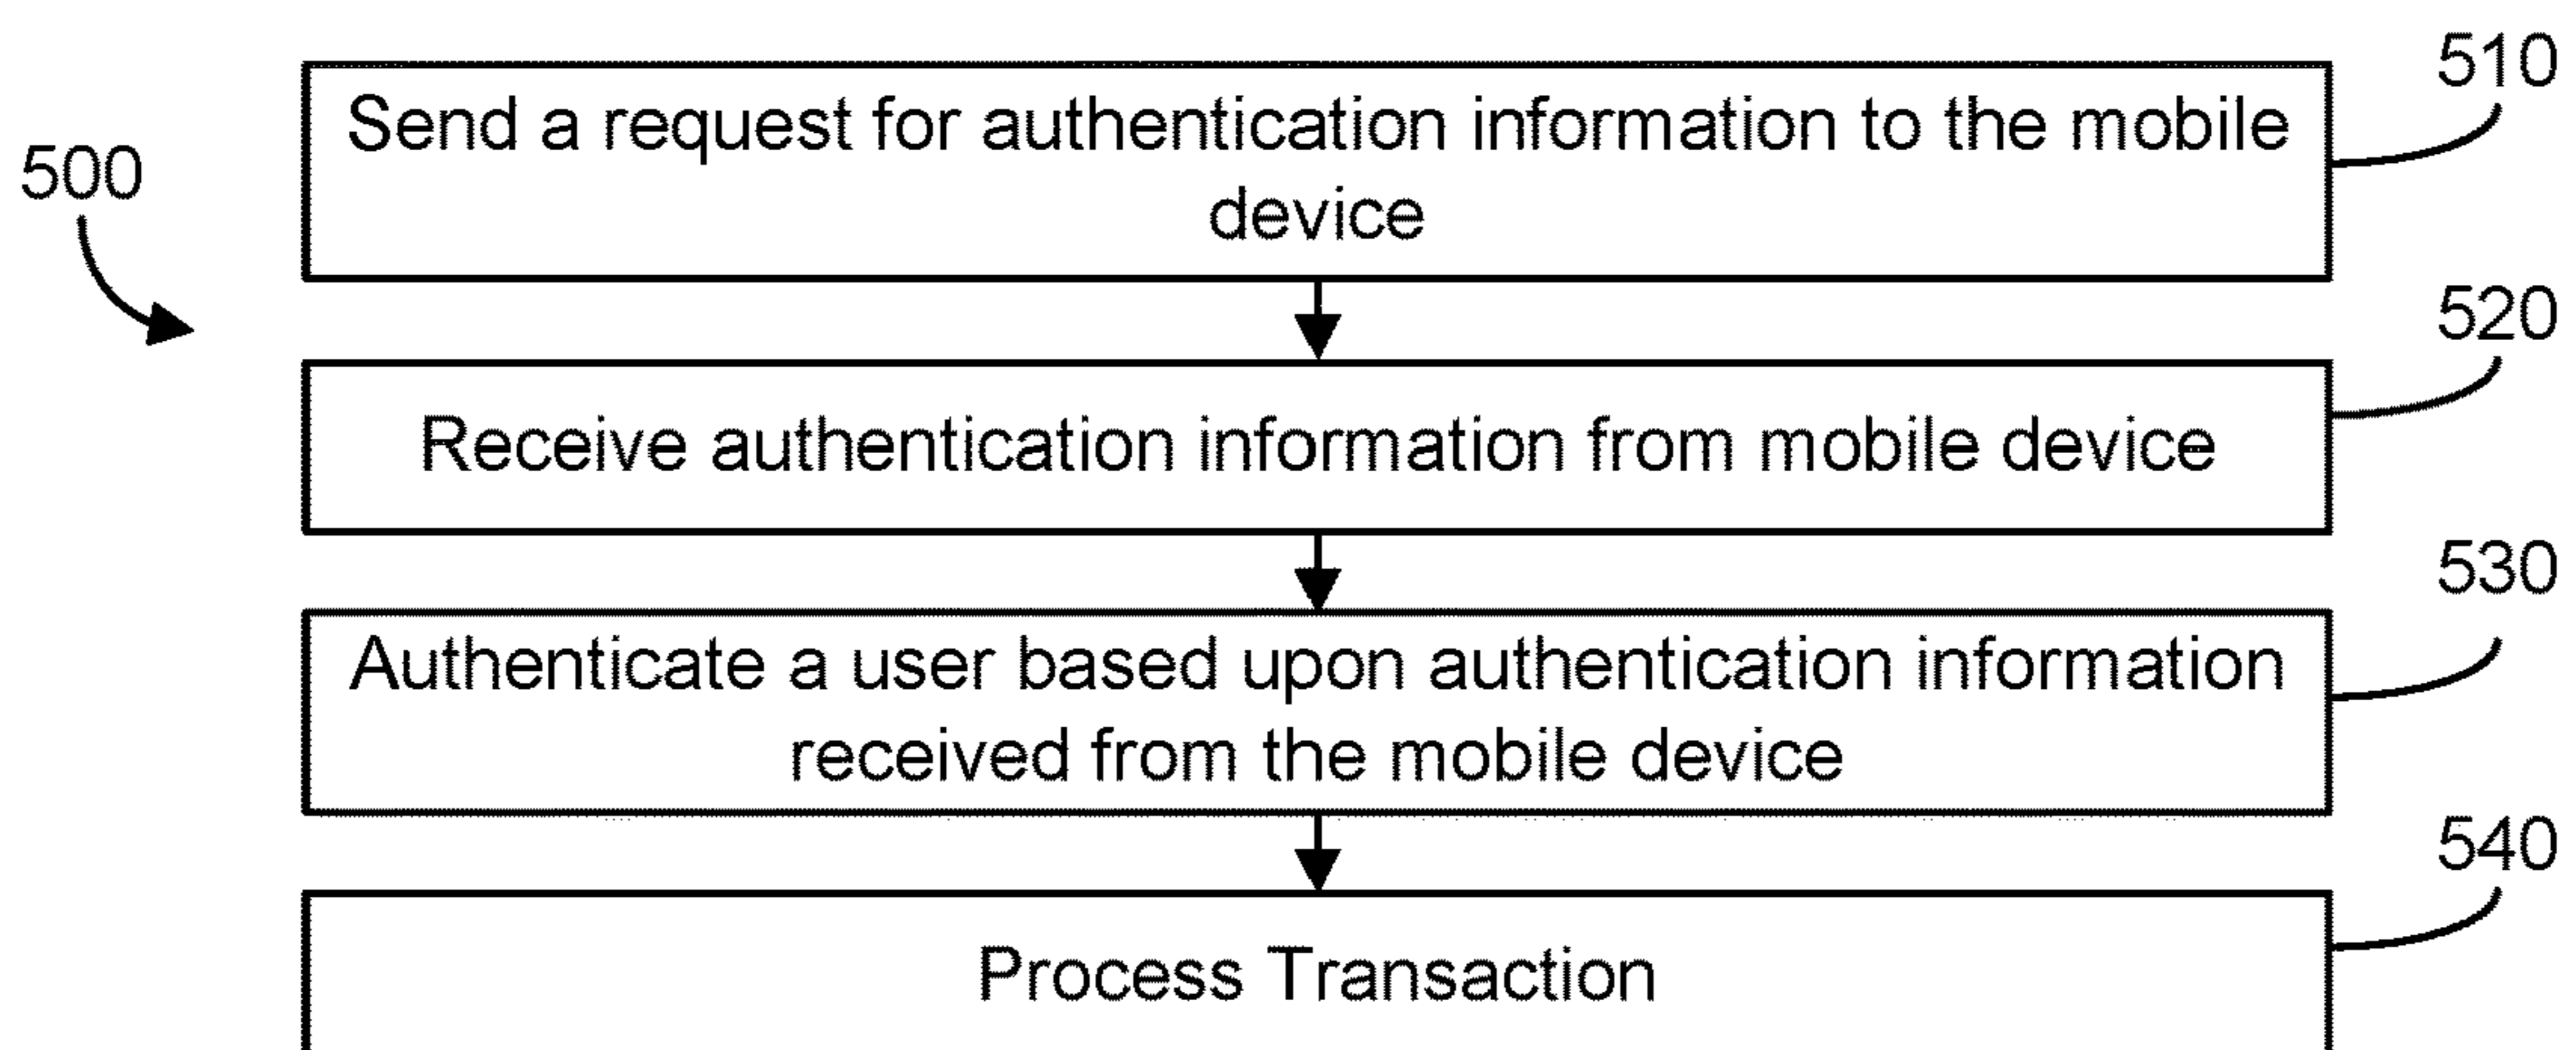 510
Send a request for authentication information to the mobile
device
500
520
Receive authentication information from mobile device
530
Authenticate a user based upon authentication information
received from the mobile device
540
Process Transaction